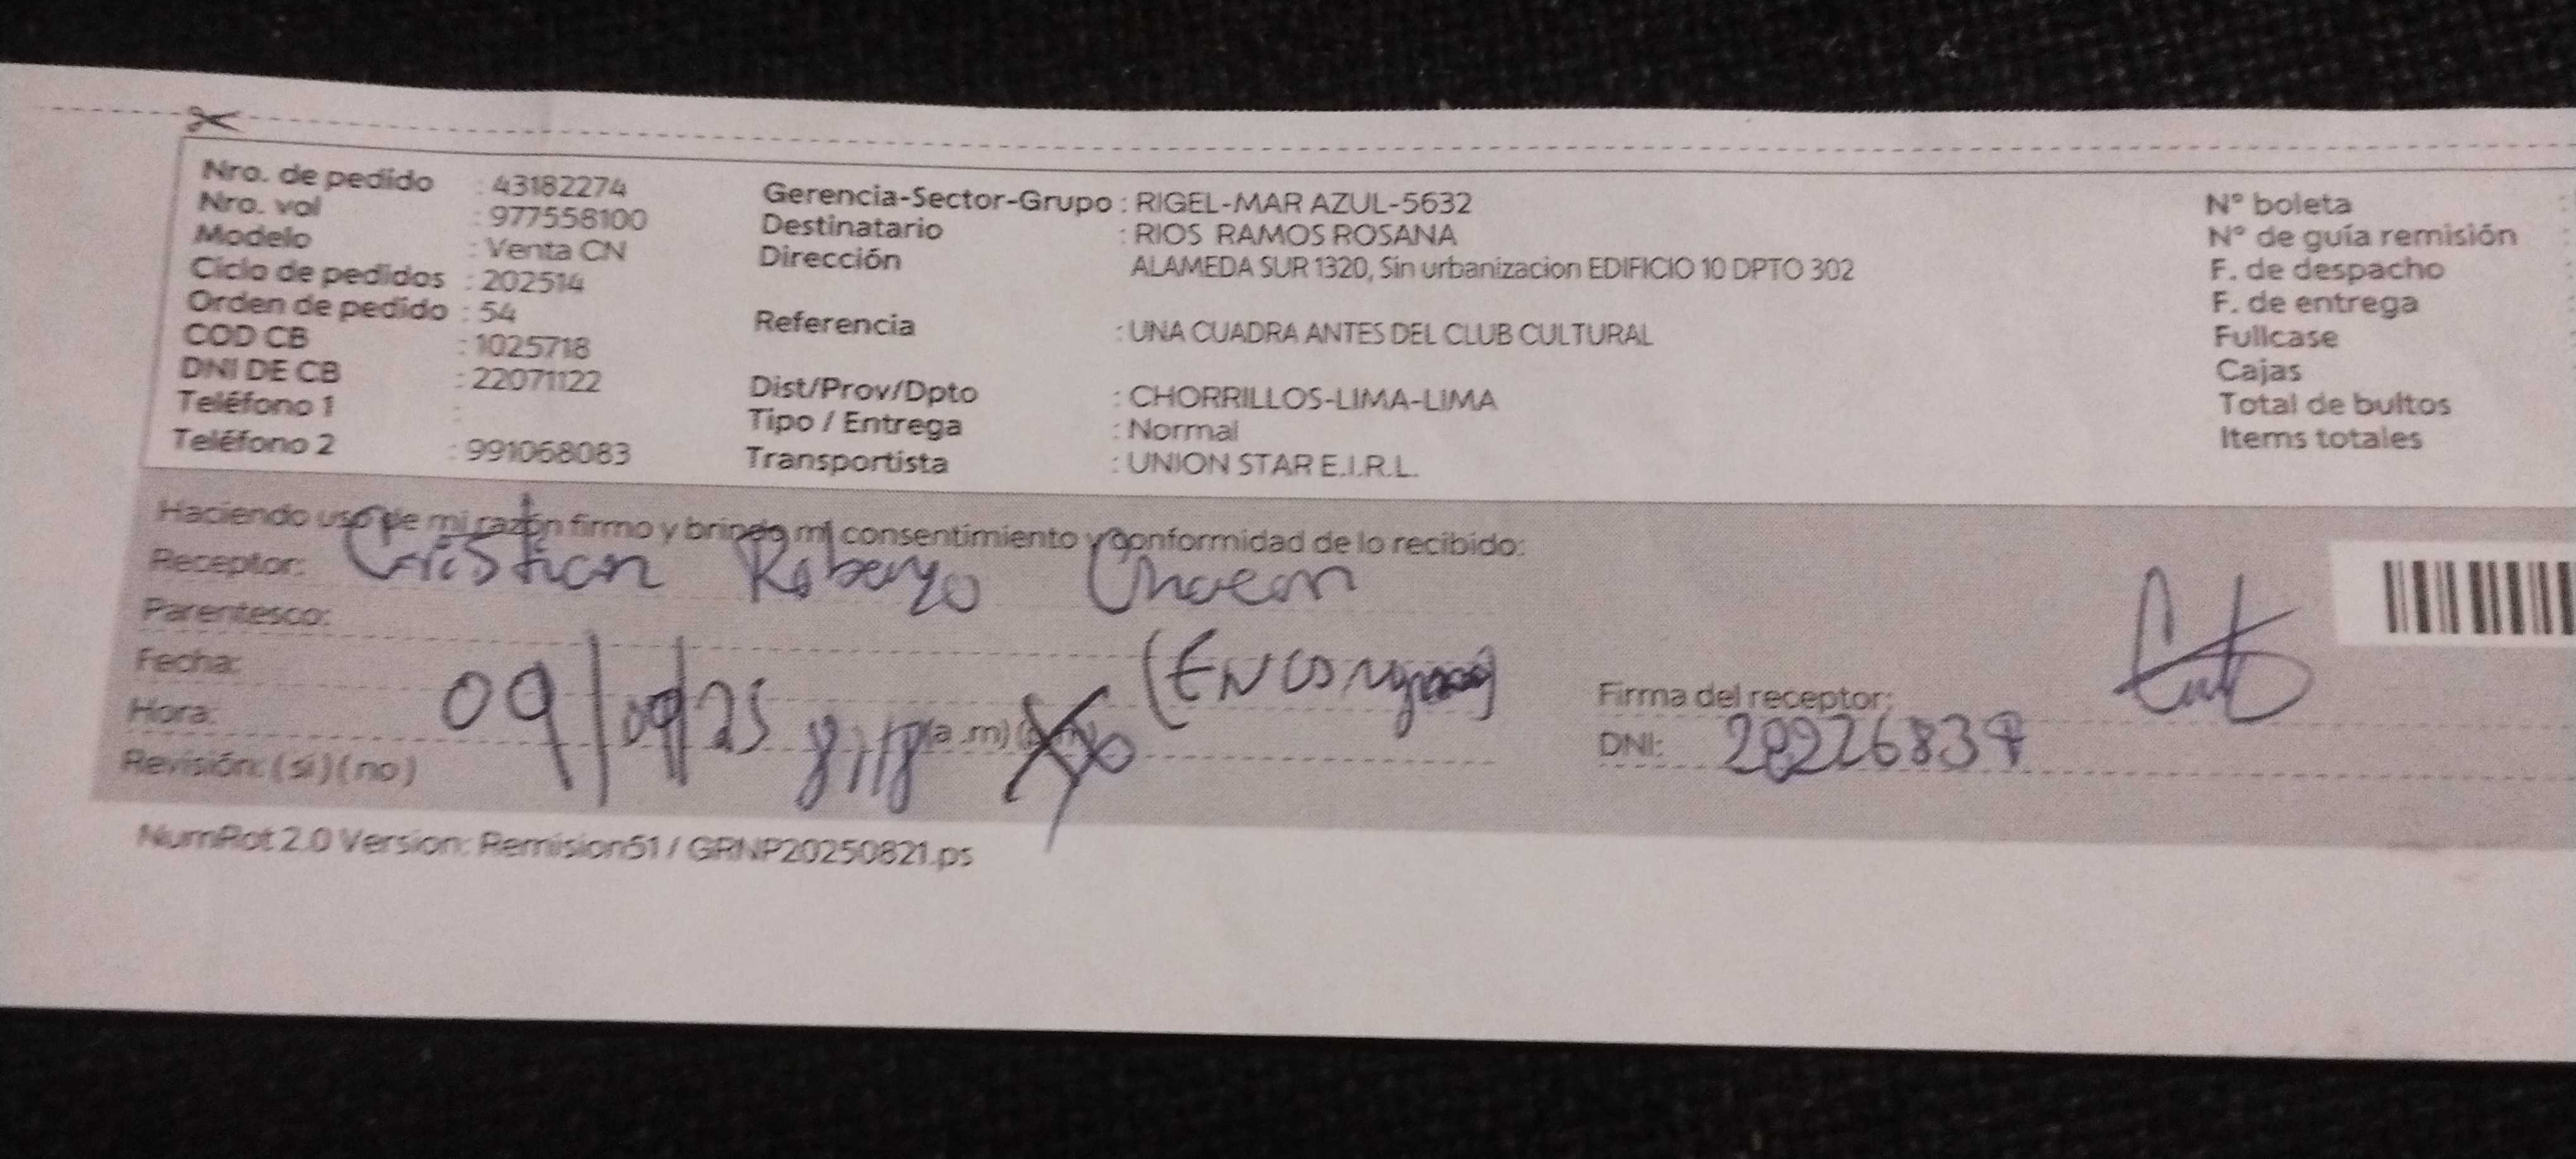 Nro. de pedido : 43182274
Nro. val : 977558100
Modelo : Venta CN
Ciclo de pedidos : 202514
Orden de pedido : 54
COD CB : 1025718
DNI DE CB : 22071122
Teléfono 1 :
Teléfono 2 : 991068083
Gerencia-Sector-Grupo : RIGEL-MAR AZUL-5632
Destinatario : RIOS RAMOS ROSANA
Dirección ALAMEDA SUR 1320, Sin urbanizacion EDIFICIO 10 DPTO 302
Referencia : UNA CUADRA ANTES DEL CLUB CULTURAL
Dist/Prov/Dpto : CHORRILLOS-LIMA-LIMA
Tipo / Entrega : Normal
Transportista : UNION STAR E.I.R.L.
N° boleta
N° de guía remisión
F. de despacho
F. de entrega
Fullcase
Cajas
Total de bultos
Items totales
Haciendo uso de mi razón firmo y brindo mi consentimiento y conformidad de lo recibido:
Receptor: Cristian
Parentesco:
Fecha: 09/09/25
Hora: (a .m)
Revisión: (si) (no)
Firma del receptor:
DNI:
NumRot 2.0 Version: Remision51 / GRNP20250821.ps